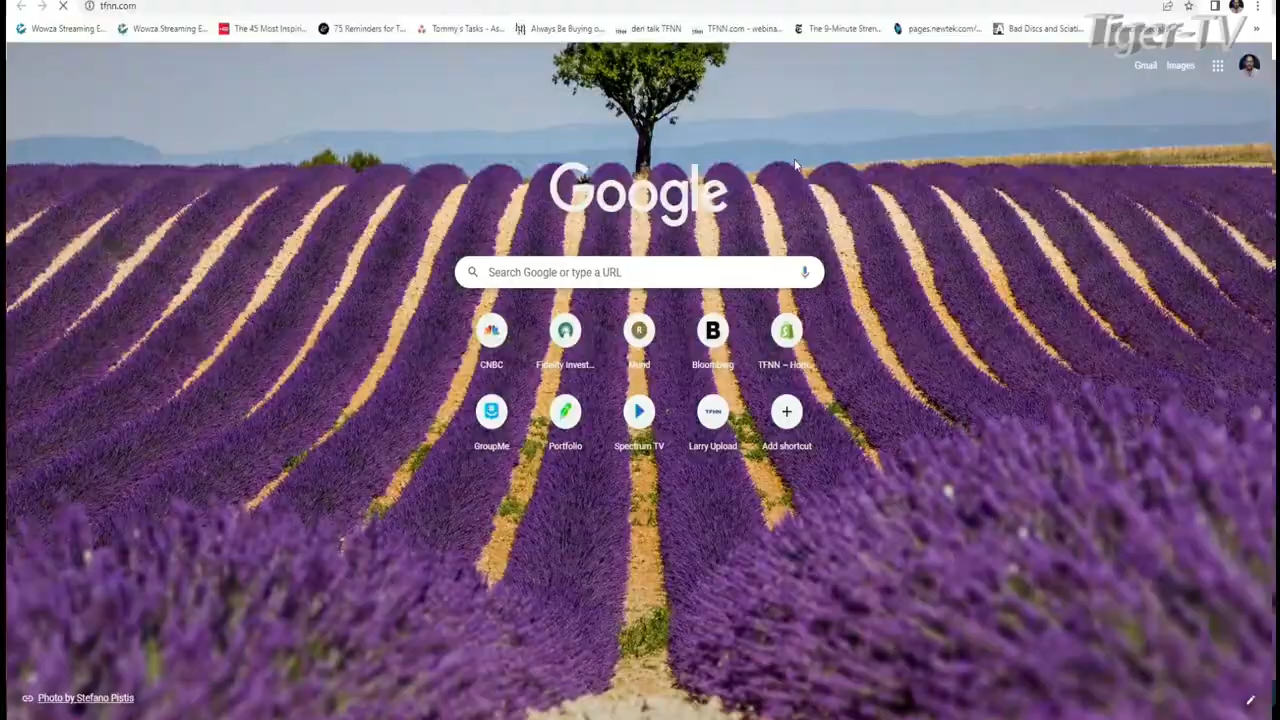 tfnn.com
Wowza Streaming E... Wowza Streaming E... The 45 Most Inspiri... 75 Reminders for T... Tommy's Tasks - As... Always Be Buying o... den talk TFNN TFNN.com - webina... The 9-Minute Stren... pages.newtek.com/... Bad Discs and Sciati... »
Tiger-TV
Gmail Images
Google
Search Google or type a URL
CNBC Fidelity Invest... Mund Bloomberg TFNN – Hom...
GroupMe Portfolio Spectrum TV Larry Upload Add shortcut
Photo by Stefano Pistis